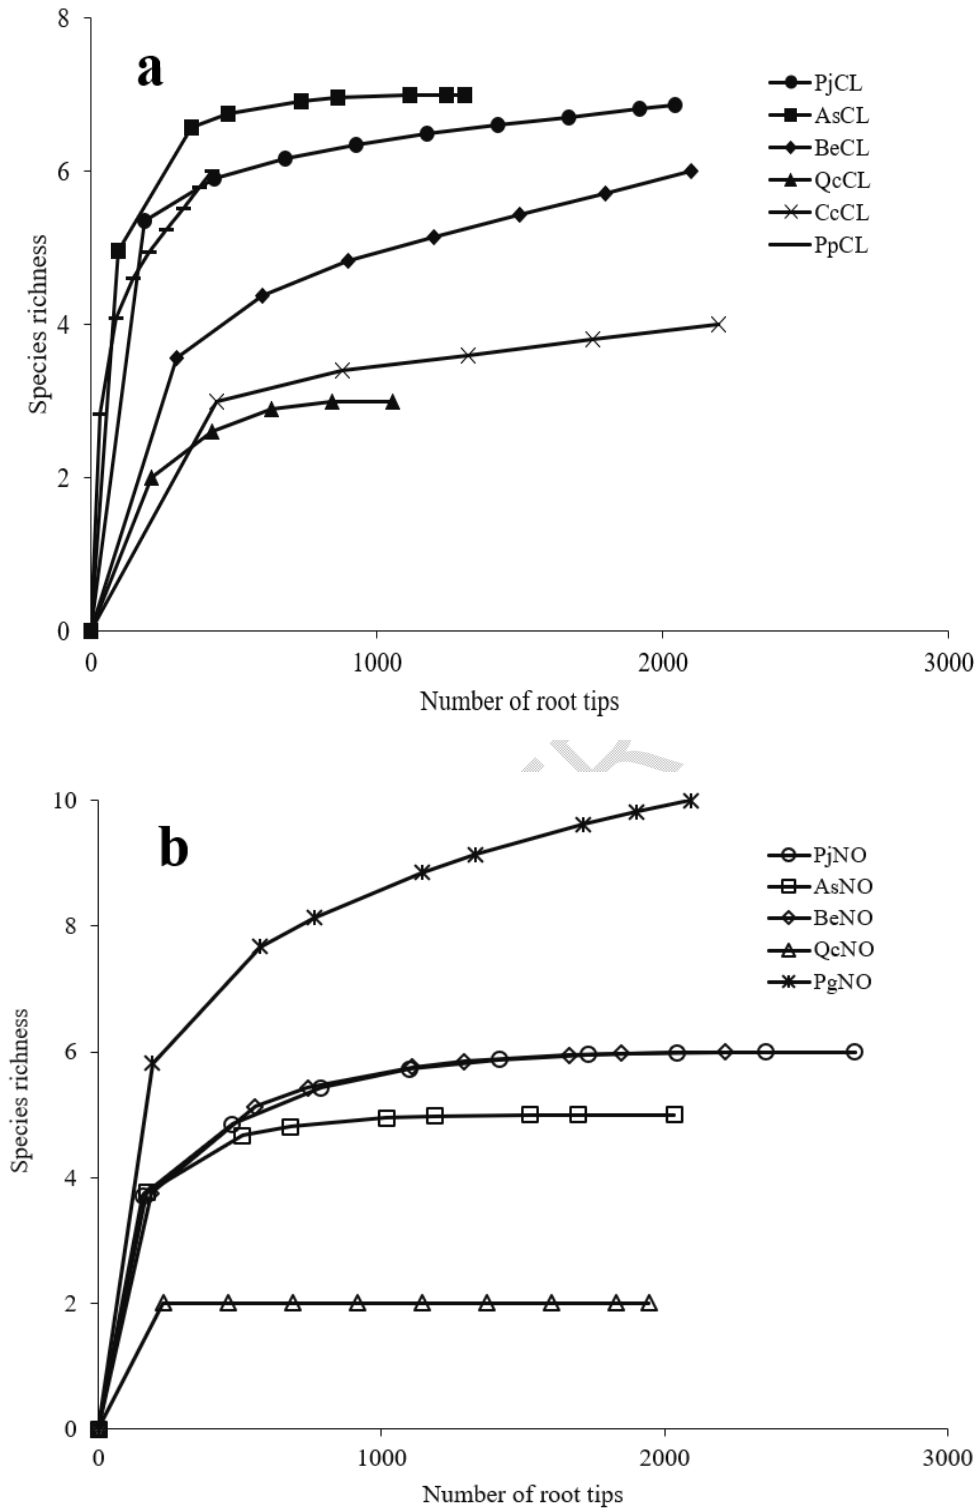 8
a
PjCL
AsCL
BeCL
QcCL
CcCL
PpCL
6
4
2
0
Species richness
0 1000 2000 3000
Number of root tips
10
b
PjNO
AsNO
BeNO
QcNO
PgNO
8
6
4
2
0
Species richness
0 1000 2000 3000
Number of root tips